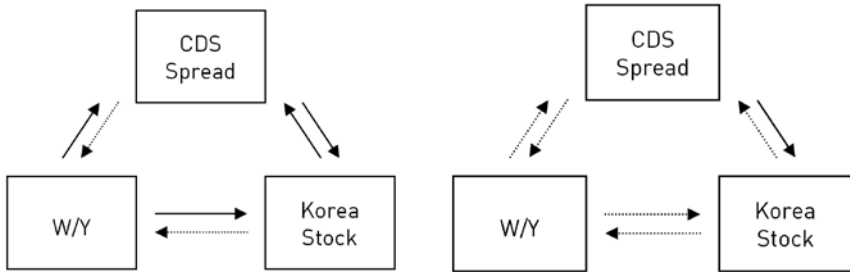 CDS
Spread
W/Y
Korea
Stock
CDS
Spread
W/Y
Korea
Stock